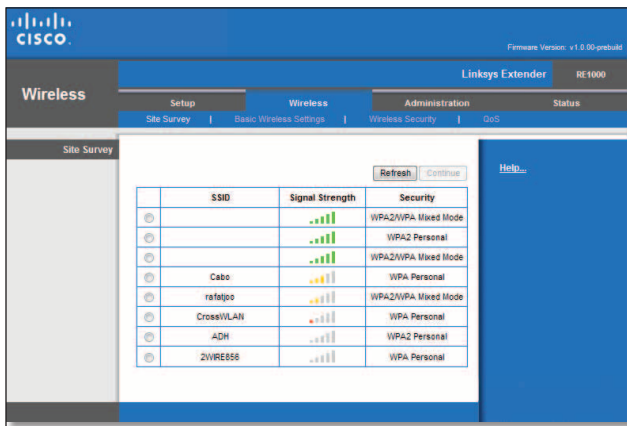 CISCO.
Firmware Version: v1.0.00-prebuild
Linksys Extender RE1000
Wireless
Setup Wireless Administration Status
Site Survey | Basic Wireless Settings | Wireless Security | QoS
Site Survey
Refresh Continue
Help...
SSID Signal Strength Security
WPA2/WPA Mixed Mode
WPA2 Personal
WPA2/WPA Mixed Mode
Cabo WPA Personal
rafatjoo WPA2/WPA Mixed Mode
CrossWLAN WPA Personal
ADH WPA2 Personal
2WIRE856 WPA Personal